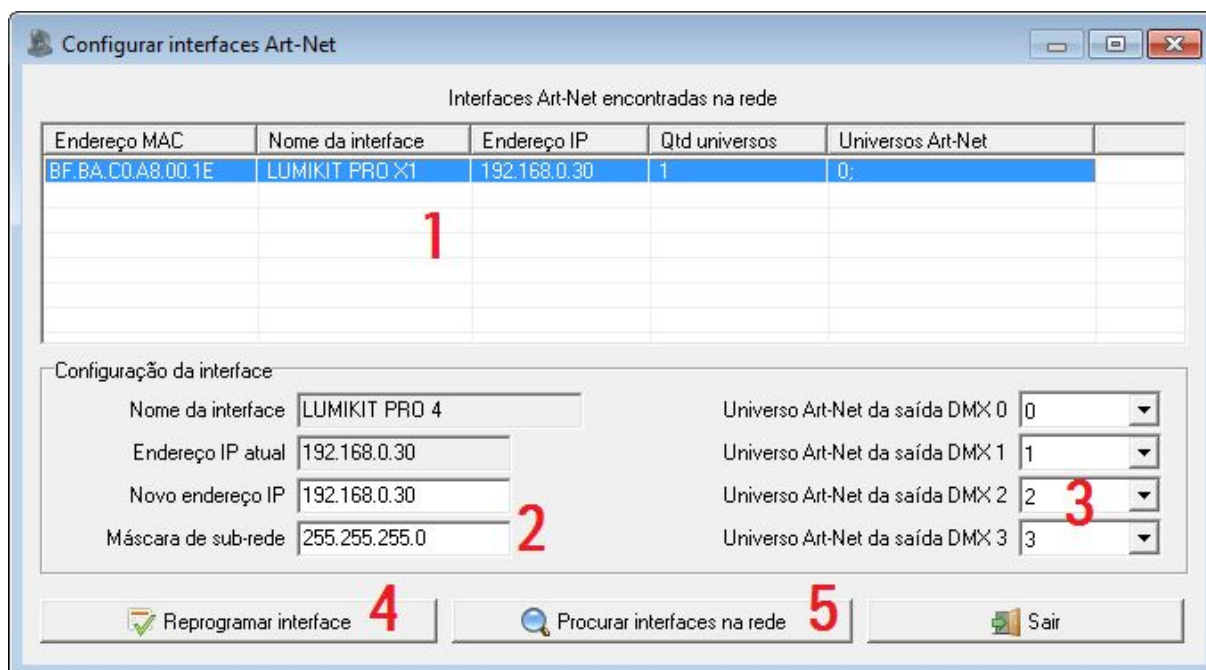 Configurar interfaces Art-Net
Interfaces Art-Net encontradas na rede
Endereço MAC Nome da interface Endereço IP Qtd universos Universos Art-Net
BF.BA.C0.A8.00.1E LUMIKIT PRO X1 192.168.0.30 1 0;
1
Configuração da interface
Nome da interface LUMIKIT PRO 4 Universo Art-Net da saída DMX 0 0
Endereço IP atual 192.168.0.30 Universo Art-Net da saída DMX 1 1
Novo endereço IP 192.168.0.30 Universo Art-Net da saída DMX 2 2
Máscara de sub-rede 255.255.255.0 2 Universo Art-Net da saída DMX 3 3
3
Reprogramar interface 4 Procurar interfaces na rede 5 Sair